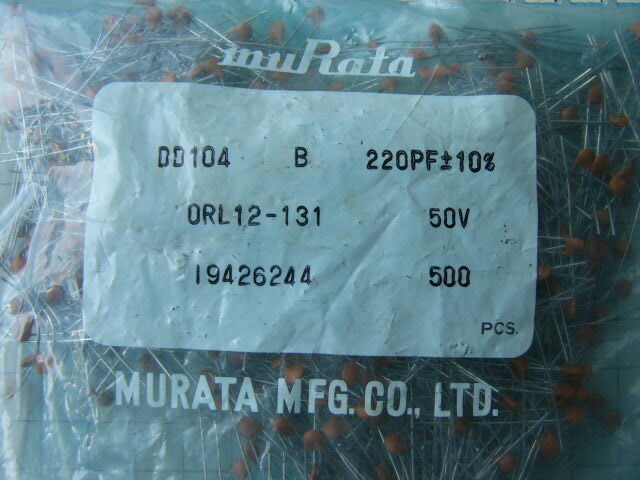 muRata
DD104 B 220PF±10%
ORL12-131 50V
19426244 500
PCS.
MURATA MFG. CO., LTD.